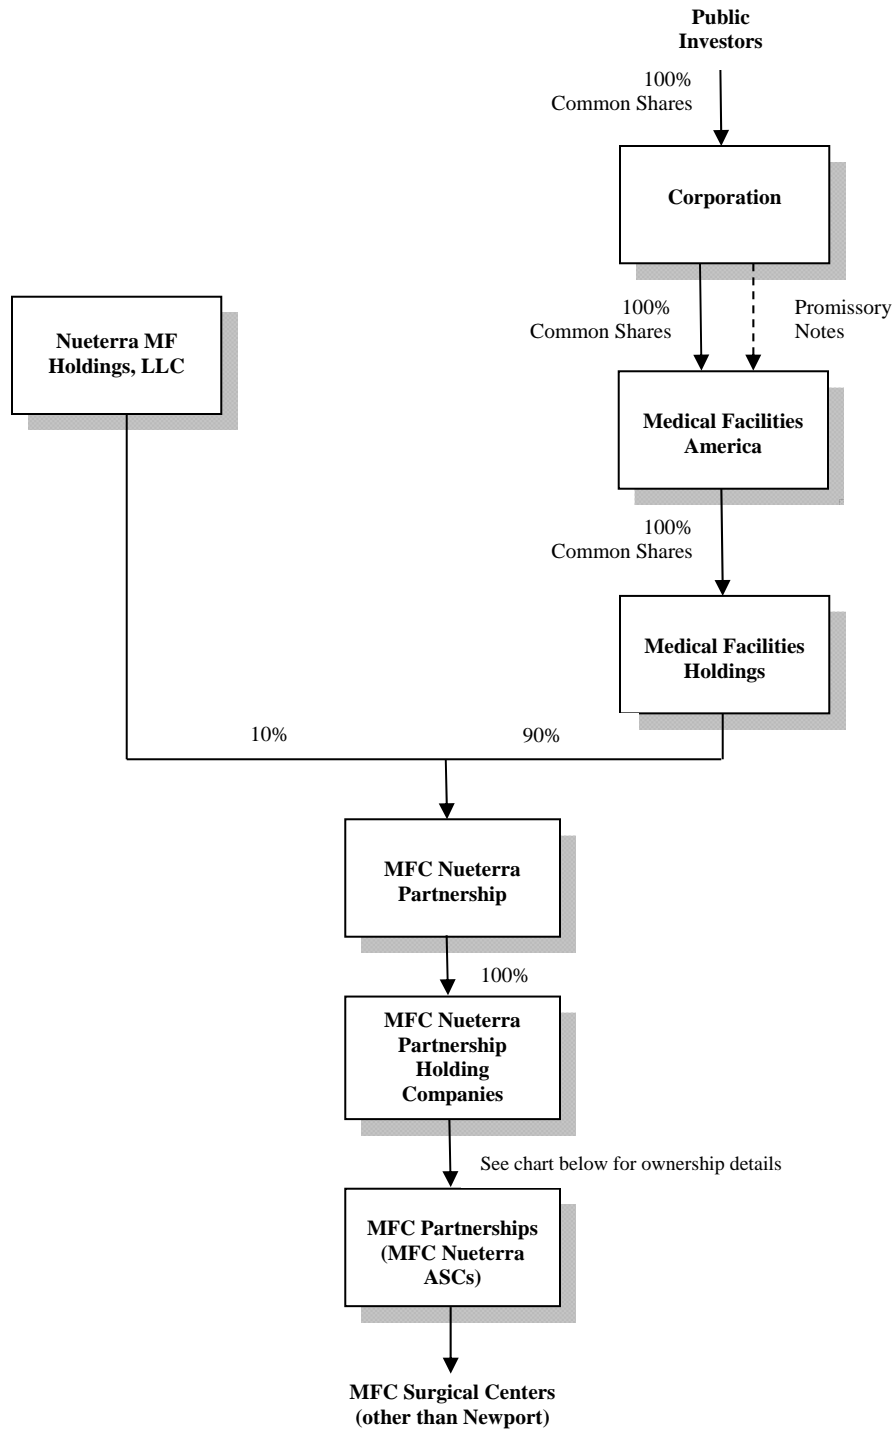 Public
Investors
100%
Common Shares
Corporation
100%
Common Shares
Promissory
Notes
Nueterra MF
Holdings, LLC
Medical Facilities
America
100%
Common Shares
Medical Facilities
Holdings
10%
90%
MFC Nueterra
Partnership
100%
MFC Nueterra
Partnership
Holding
Companies
See chart below for ownership details
MFC Partnerships
(MFC Nueterra
ASCs)
MFC Surgical Centers
(other than Newport)